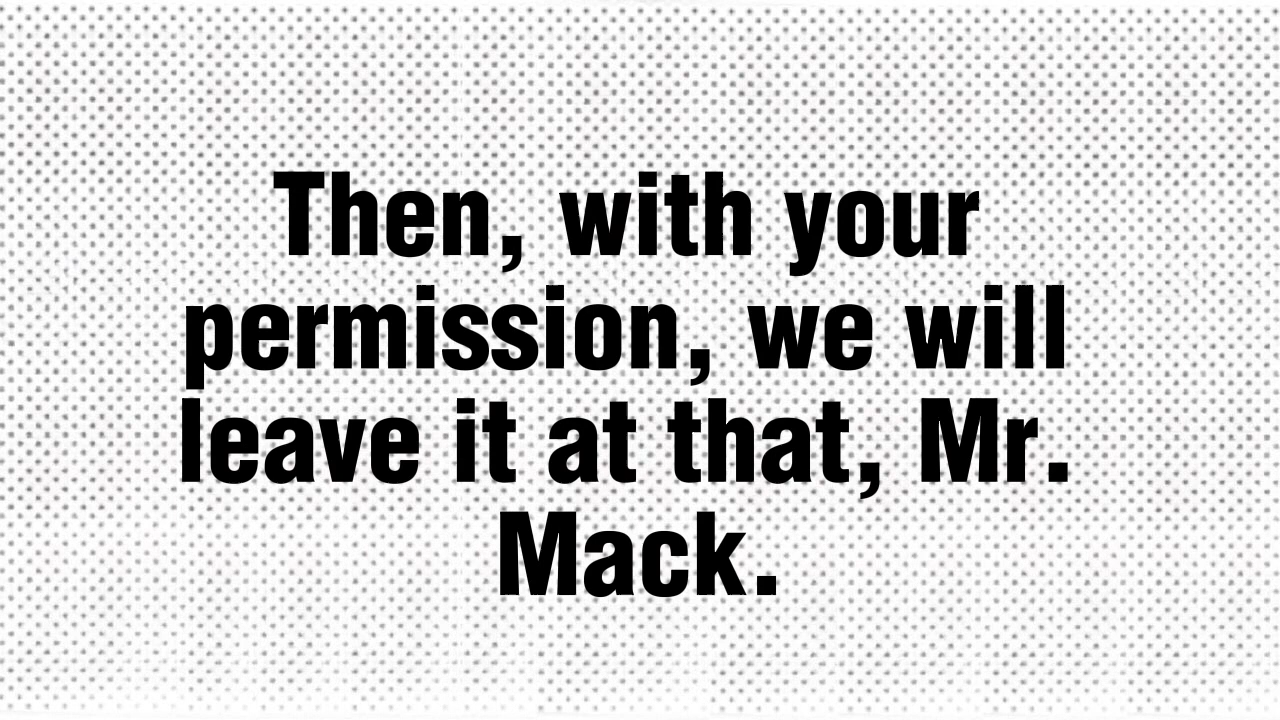 Then, with your
permission, we will
leave it at that, Mr.
Mack.